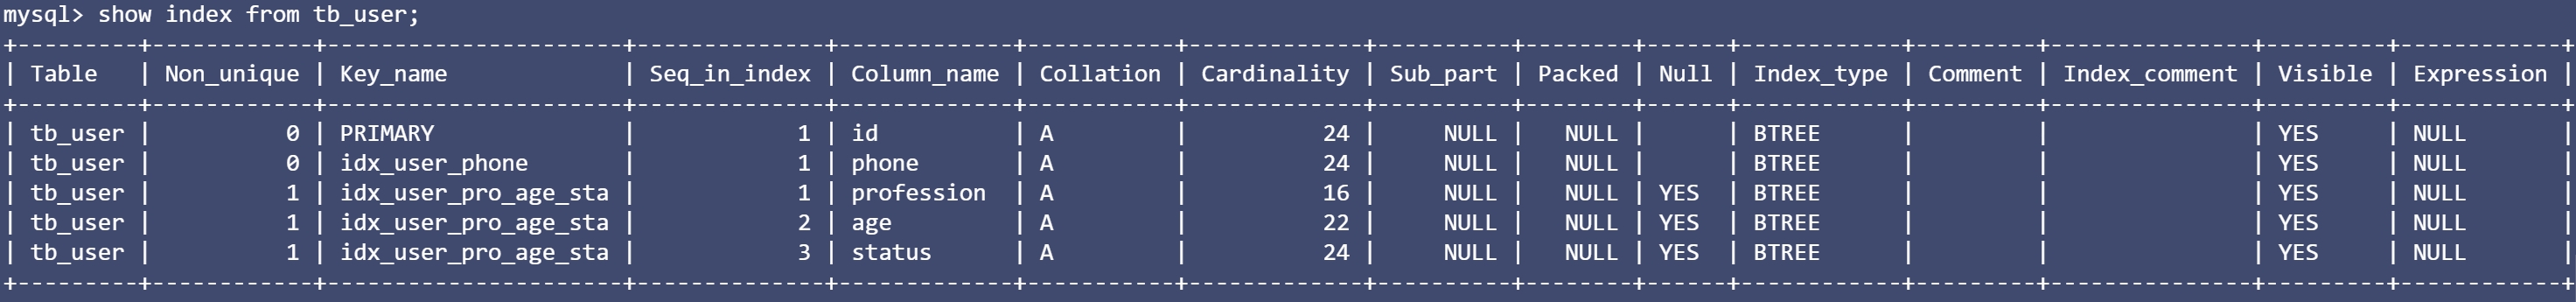 mysql> show index from tb_user;
+---------+------------+----------------------+--------------+-------------+-----------+-------------+----------+--------+------+------------+---------+---------------+---------+------------+
| Table   | Non_unique | Key_name             | Seq_in_index | Column_name | Collation | Cardinality | Sub_part | Packed | Null | Index_type | Comment | Index_comment | Visible | Expression |
+---------+------------+----------------------+--------------+-------------+-----------+-------------+----------+--------+------+------------+---------+---------------+---------+------------+
| tb_user |          0 | PRIMARY              |            1 | id          | A         |          24 |     NULL |   NULL |      | BTREE      |         |               | YES     | NULL       |
| tb_user |          0 | idx_user_phone       |            1 | phone       | A         |          24 |     NULL |   NULL |      | BTREE      |         |               | YES     | NULL       |
| tb_user |          1 | idx_user_pro_age_sta |            1 | profession  | A         |          16 |     NULL |   NULL | YES  | BTREE      |         |               | YES     | NULL       |
| tb_user |          1 | idx_user_pro_age_sta |            2 | age         | A         |          22 |     NULL |   NULL | YES  | BTREE      |         |               | YES     | NULL       |
| tb_user |          1 | idx_user_pro_age_sta |            3 | status      | A         |          24 |     NULL |   NULL | YES  | BTREE      |         |               | YES     | NULL       |
+---------+------------+----------------------+--------------+-------------+-----------+-------------+----------+--------+------+------------+---------+---------------+---------+------------+